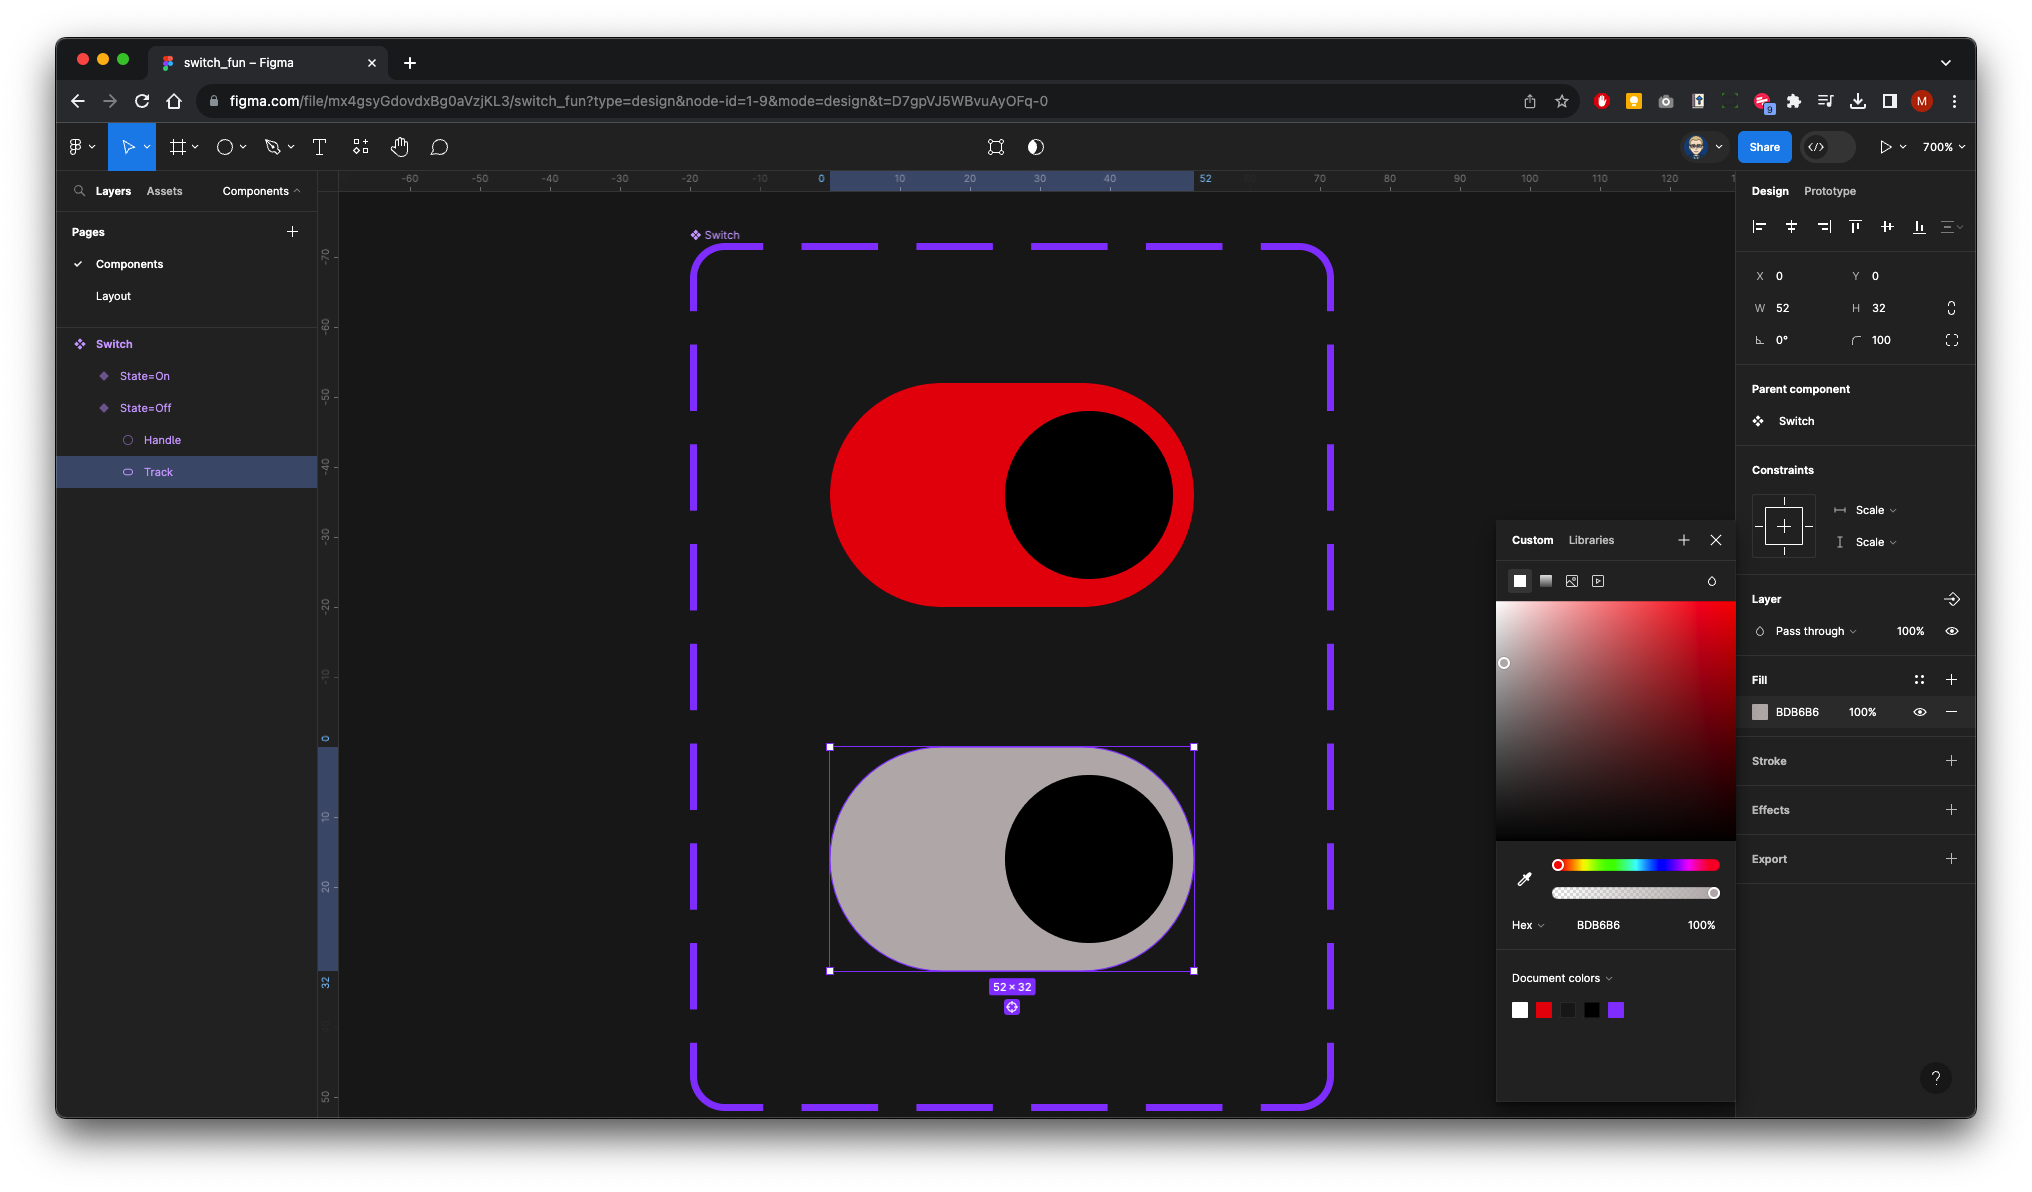 switch_fun – Figma
figma.com/file/mx4gsyGdovdxBg0aVzjKL3/switch_fun?type=design&node-id=1-9&mode=design&t=D7gpVJ5WBvuAyOFq-0
9
M
Share
700%
Layers Assets Components
-60 -50 -40 -30 -20 -10 0 10 20 30 40 52 70 80 90 100 110 120
Design Prototype
Pages
Components
Layout
Switch
State=On
State=Off
Handle
Track
-70
-60
-50
-40
-30
-20
-10
0
10
20
32
50
Switch
52 × 32
X 0 Y 0
W 52 H 32
0° 100
Parent component
Switch
Constraints
Scale
Scale
Layer
Pass through 100%
Fill
BDB6B6 100%
Stroke
Effects
Export
Custom Libraries
Hex BDB6B6 100%
Document colors
?